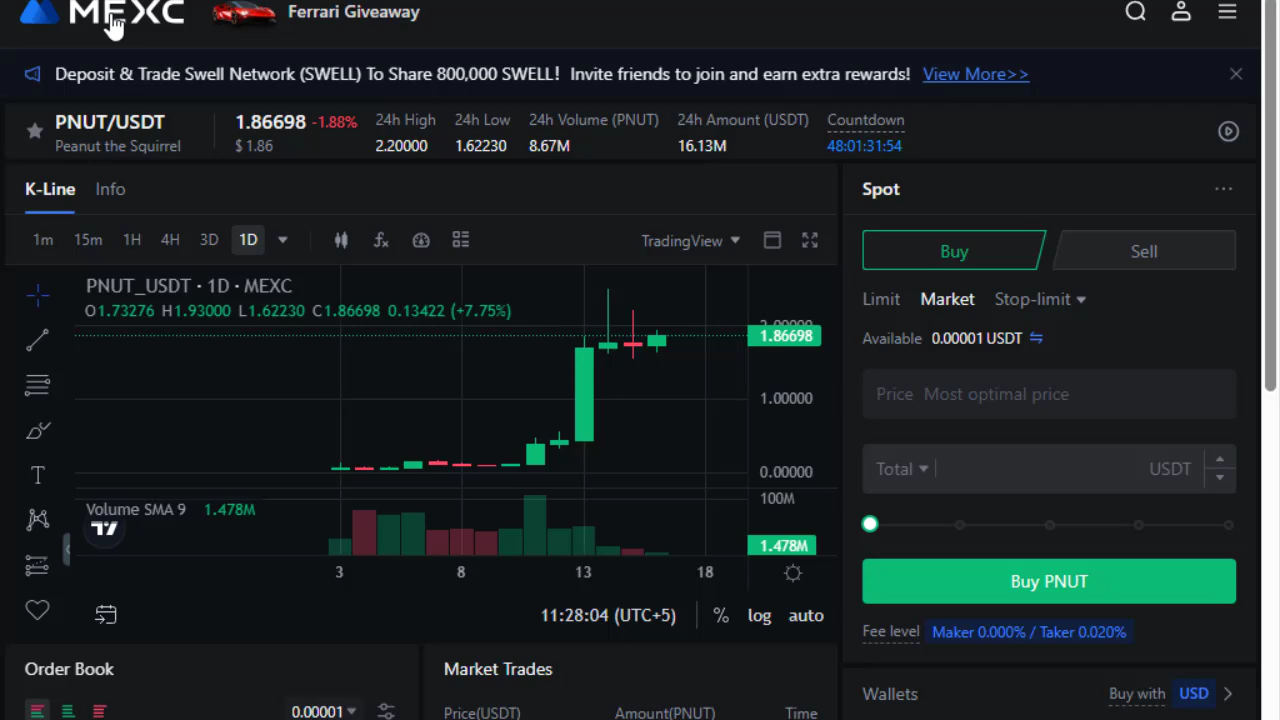 MEXC Ferrari Giveaway
Deposit & Trade Swell Network (SWELL) To Share 800,000 SWELL! Invite friends to join and earn extra rewards! View More>>
PNUT/USDT
Peanut the Squirrel
1.86698 -1.88%
$ 1.86
24h High
2.20000
24h Low
1.62230
24h Volume (PNUT)
8.67M
24h Amount (USDT)
16.13M
Countdown
48:01:31:54
K-Line Info
1m 15m 1H 4H 3D 1D
TradingView
PNUT_USDT · 1D · MEXC
O1.73276 H1.93000 L1.62230 C1.86698 0.13422 (+7.75%)
2.00000
1.86698
1.00000
0.00000
Volume SMA 9 1.478M
100M
1.478M
3 8 13 18
11:28:04 (UTC+5) % log auto
Order Book
0.00001
Market Trades
Price(USDT) Amount(PNUT) Time
Spot
Buy Sell
Limit Market Stop-limit
Available 0.00001 USDT
Price Most optimal price
Total USDT
Buy PNUT
Fee level Maker 0.000% / Taker 0.020%
Wallets Buy with USD